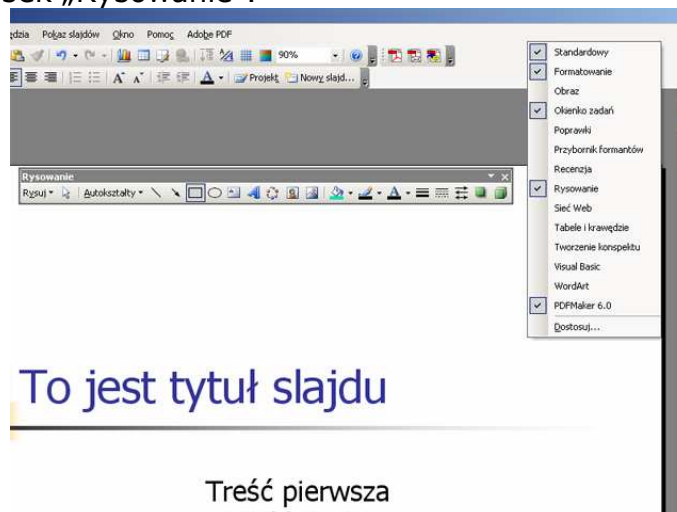 sek „Rysowanie”.
ędzia Pokaz slajdów Okno Pomoc Adobe PDF
90%
Projekt Nowy slajd...
Standardowy
Formatowanie
Obraz
Okienko zadań
Poprawki
Przybornik formantów
Recenzja
Rysowanie
Sieć Web
Tabele i krawędzie
Tworzenie konspektu
Visual Basic
WordArt
PDFMaker 6.0
Dostosuj...
Rysowanie
Rysuj Autokształty
To jest tytuł slajdu
Treść pierwsza